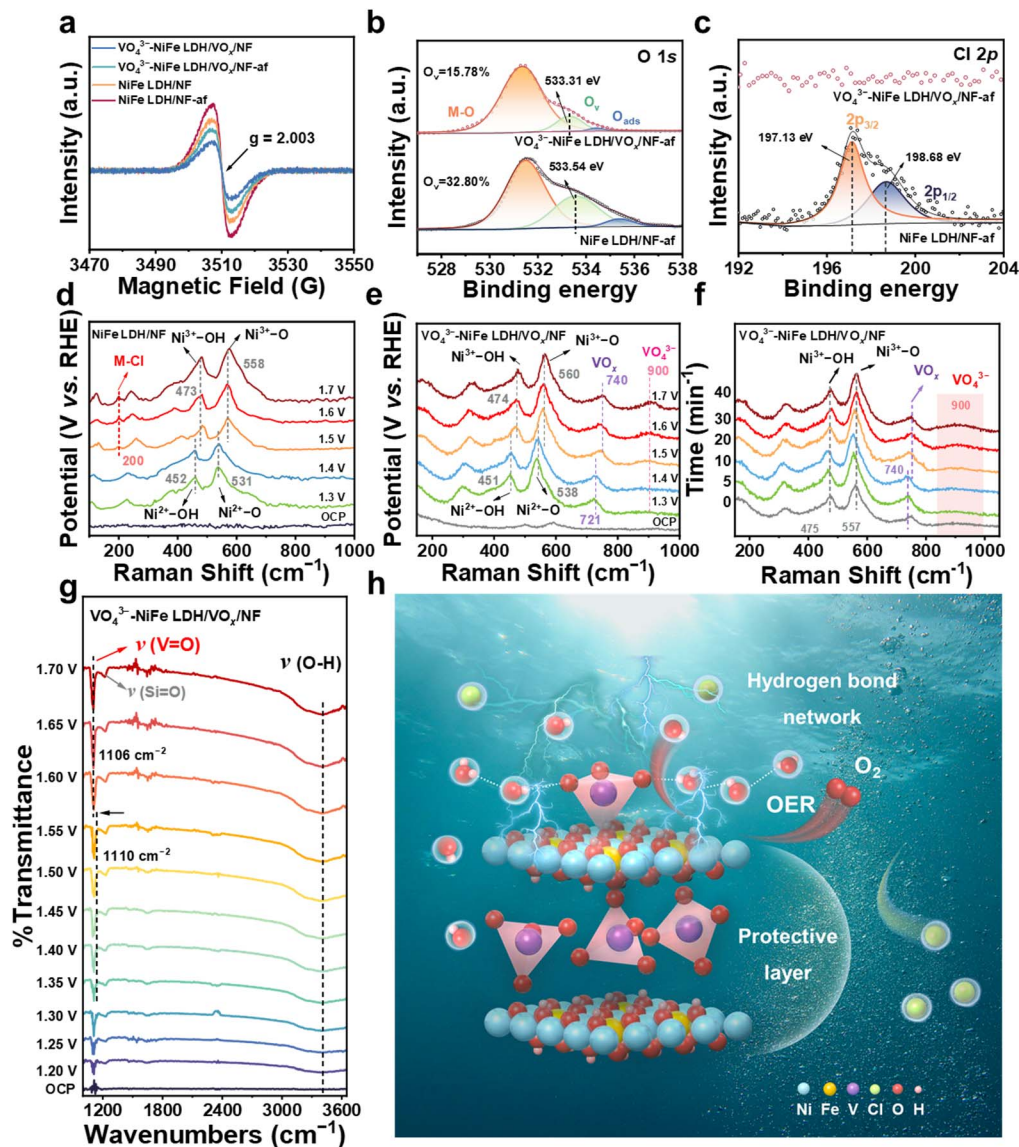 a
VO₄³⁻-NiFe LDH/VOₓ/NF
VO₄³⁻-NiFe LDH/VOₓ/NF-af
NiFe LDH/NF
NiFe LDH/NF-af
g = 2.003
Intensity (a.u.)
3470 3490 3510 3530 3550
Magnetic Field (G)
b
O 1s
Oᵥ=15.78%
533.31 eV
M-O
Oᵥ
O_ads
VO₄³⁻-NiFe LDH/VOₓ/NF-af
533.54 eV
Oᵥ=32.80%
NiFe LDH/NF-af
Intensity (a.u.)
528 530 532 534 536 538
Binding energy
c
Cl 2p
VO₄³⁻-NiFe LDH/VOₓ/NF-af
2p₃/₂
197.13 eV
198.68 eV
2p₁/₂
NiFe LDH/NF-af
Intensity (a.u.)
192 196 200 204
Binding energy
d
NiFe LDH/NF
Ni³⁺−OH
Ni³⁺−O
M-Cl
558
473
1.7 V
1.6 V
1.5 V
200
1.4 V
452
531
1.3 V
Ni²⁺−OH
Ni²⁺−O
OCP
Potential (V vs. RHE)
200 400 600 800 1000
Raman Shift (cm⁻¹)
e
VO₄³⁻-NiFe LDH/VOₓ/NF
Ni³⁺−OH
Ni³⁺−O
VOₓ
VO₄³⁻
560
740
900
474
1.7 V
1.6 V
1.5 V
1.4 V
451
538
1.3 V
Ni²⁺−OH
Ni²⁺−O
721
OCP
Potential (V vs. RHE)
200 400 600 800 1000
Raman Shift (cm⁻¹)
f
VO₄³⁻-NiFe LDH/VOₓ/NF
Ni³⁺−OH
Ni³⁺−O
VOₓ
VO₄³⁻
900
40
30
20
10
5
0
740
475
557
Time (min⁻¹)
200 400 600 800 1000
Raman Shift (cm⁻¹)
g
VO₄³⁻-NiFe LDH/VOₓ/NF
ν (V=O)
ν (O-H)
1.70 V
ν (Si=O)
1.65 V
1106 cm⁻²
1.60 V
1.55 V
1110 cm⁻²
1.50 V
1.45 V
1.40 V
1.35 V
1.30 V
1.25 V
1.20 V
OCP
%Transmittance
1200 1800 2400 3000 3600
Wavenumbers (cm⁻¹)
h
Hydrogen bond
network
O₂
OER
Protective
layer
Ni Fe V Cl O H